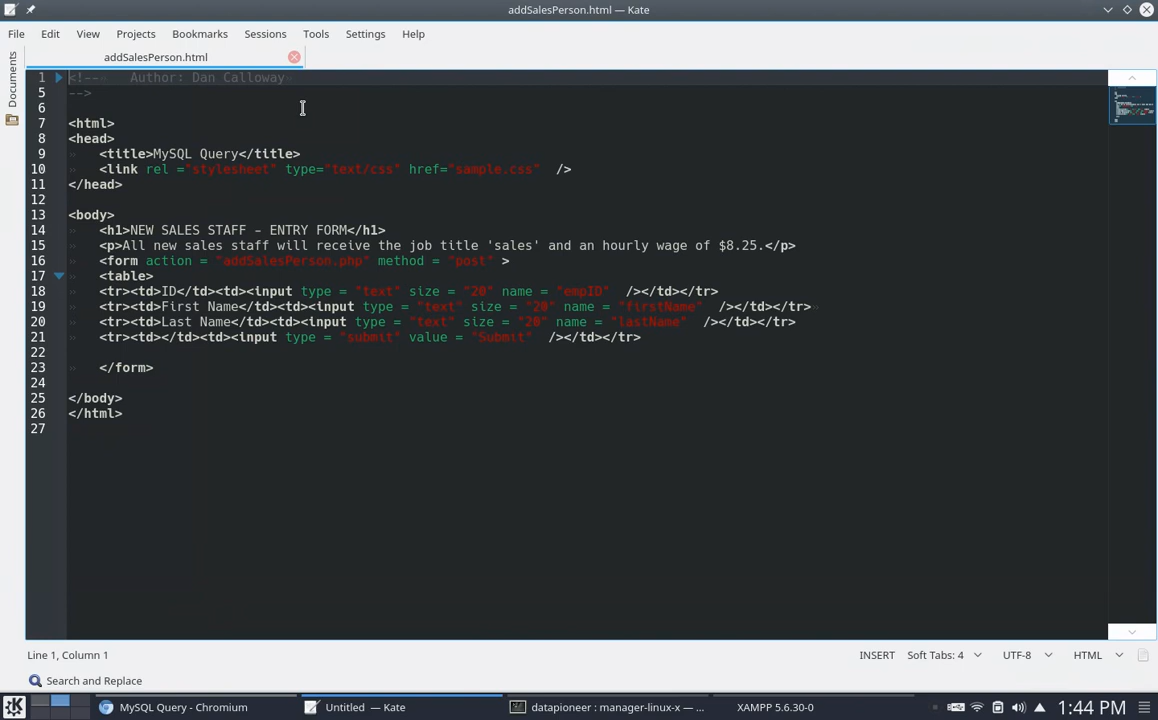 addSalesPerson.html — Kate
File Edit View Projects Bookmarks Sessions Tools Settings Help
Documents
addSalesPerson.html
1 <!-- Author: Dan Calloway
5 -->
6
7 <html>
8 <head>
9 <title>MySQL Query</title>
10 <link rel ="stylesheet" type="text/css" href="sample.css" />
11 </head>
12
13 <body>
14 <h1>NEW SALES STAFF - ENTRY FORM</h1>
15 <p>All new sales staff will receive the job title 'sales' and an hourly wage of $8.25.</p>
16 <form action = "addSalesPerson.php" method = "post" >
17 <table>
18 <tr><td>ID</td><td><input type = "text" size = "20" name = "empID" /></td></tr>
19 <tr><td>First Name</td><td><input type = "text" size = "20" name = "firstName" /></td></tr>
20 <tr><td>Last Name</td><td><input type = "text" size = "20" name = "lastName" /></td></tr>
21 <tr><td></td><td><input type = "submit" value = "Submit" /></td></tr>
22
23 </form>
24
25 </body>
26 </html>
27
Line 1, Column 1 INSERT Soft Tabs: 4 UTF-8 HTML
Search and Replace
MySQL Query - Chromium Untitled — Kate datapioneer : manager-linux-x — ... XAMPP 5.6.30-0 1:44 PM